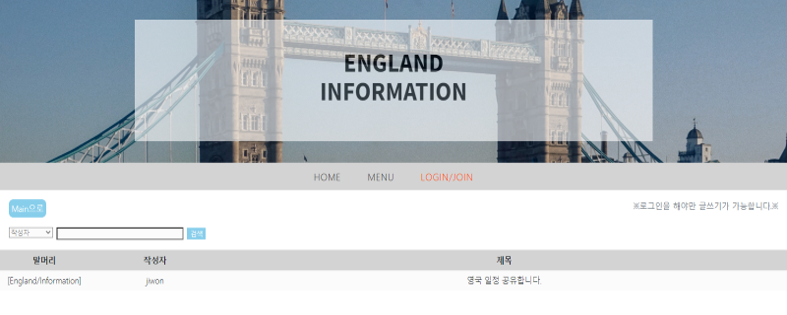 ENGLAND
INFORMATION
HOME MENU LOGIN/JOIN
Main으로 ※로그인을 해야만 글쓰기가 가능합니다.※
작성자 검색
말머리 작성자 제목
[England/Information] jiwon 영국 일정 공유합니다.